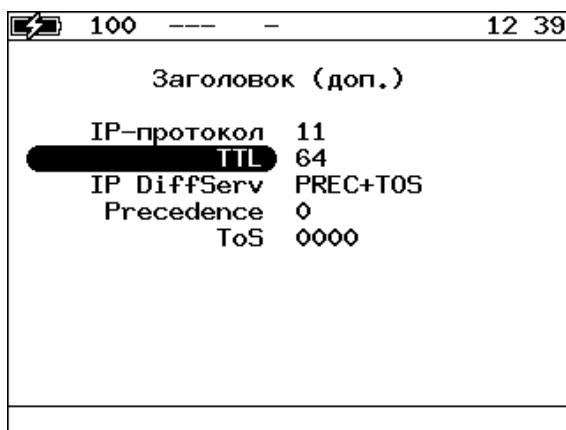 100 --- - 12 39
Заголовок (доп.)
IP-протокол 11
TTL 64
IP DiffServ PREC+TOS
Precedence 0
ToS 0000